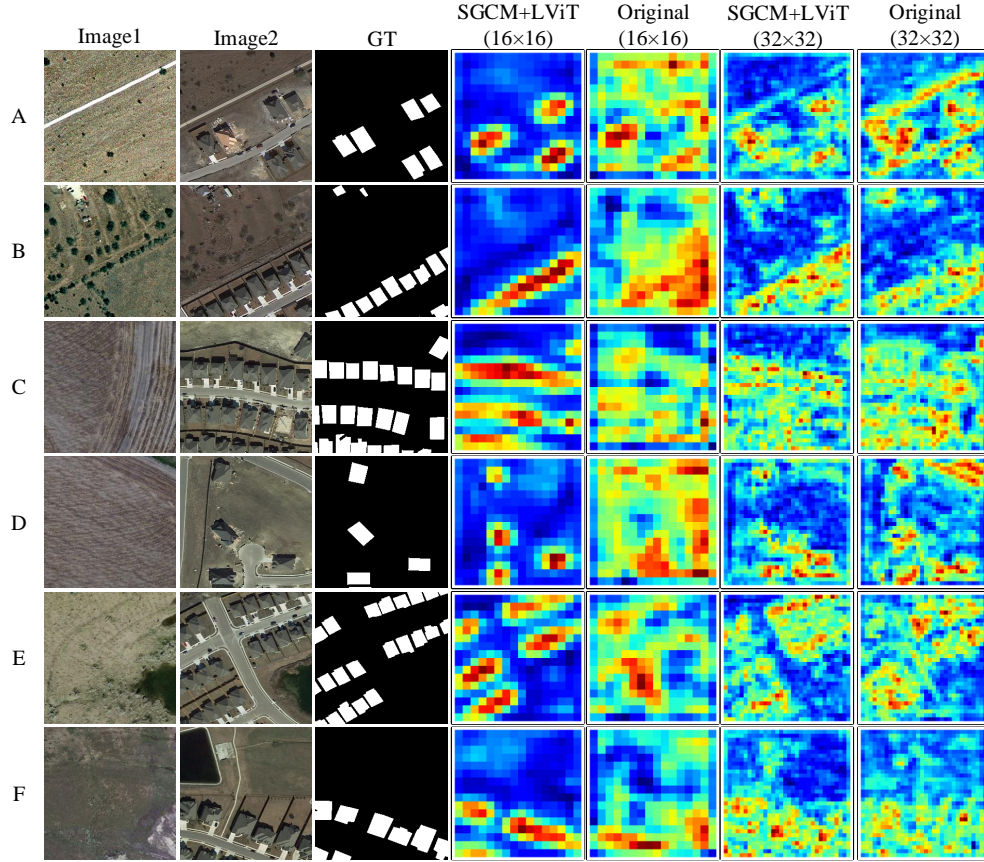 SGCM+LViT Original SGCM+LViT Original
Image1 Image2 GT (16×16) (16×16) (32×32) (32×32)
A
B
C
D
E
F